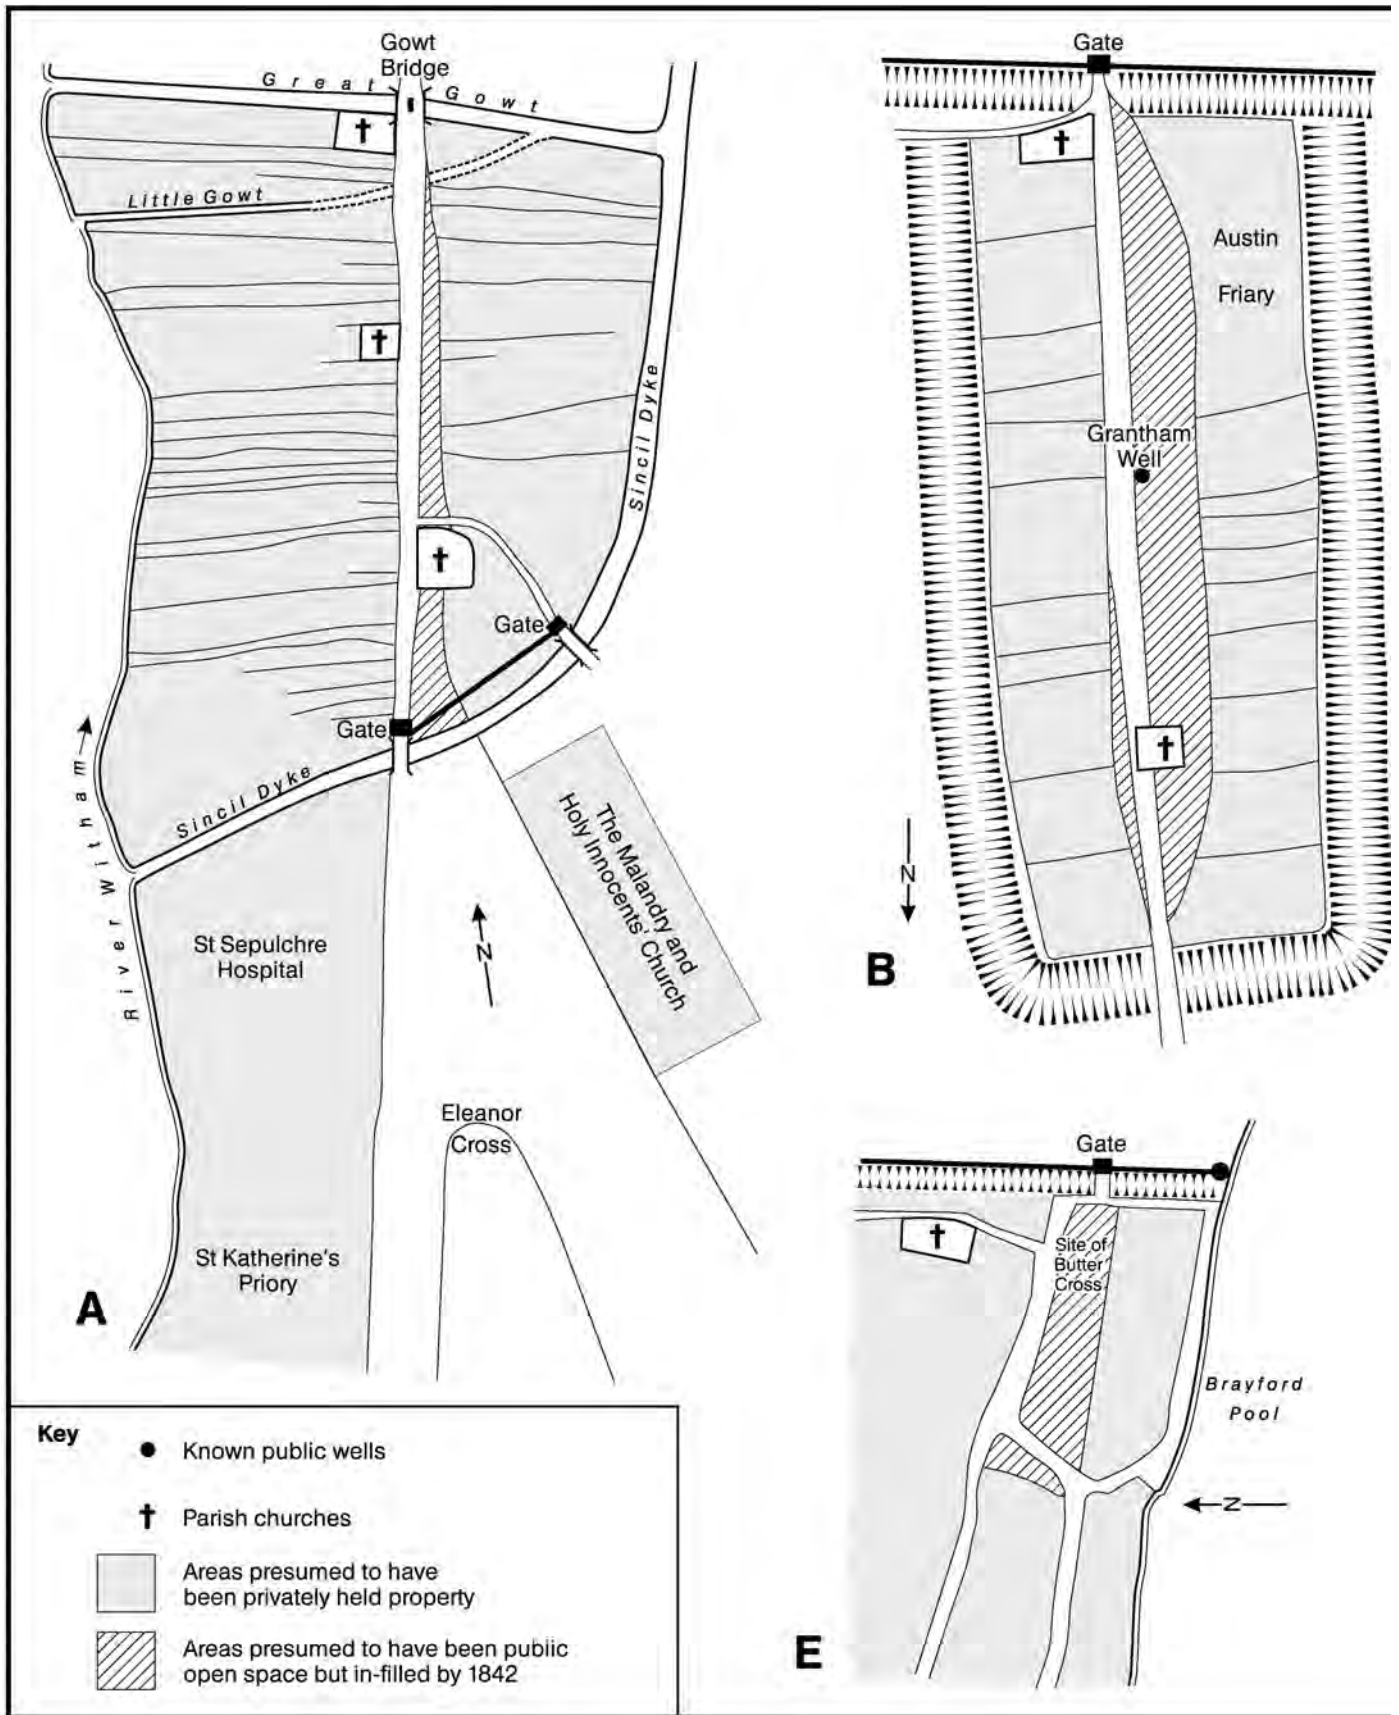 Gowt
Bridge
Great Gowt
Little Gowt
Sincil Dyke
Gate
Gate
River Witham
Sincil Dyke
The Malandry and
Holy Innocents' Church
St Sepulchre
Hospital
N
Eleanor
Cross
St Katherine's
Priory
A
Gate
Austin
Friary
Grantham
Well
N
B
Gate
Site of
Butter
Cross
Brayford
Pool
N
E
Key
Known public wells
Parish churches
Areas presumed to have
been privately held property
Areas presumed to have been public
open space but in-filled by 1842